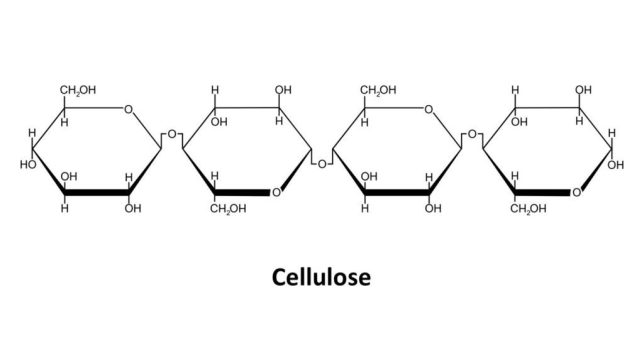 CH₂OH H OH CH₂OH H OH
O O
H H OH H H OH H H
O O
HO O OH
OH H H OH H H
H OH CH₂OH O H OH CH₂OH O
Cellulose